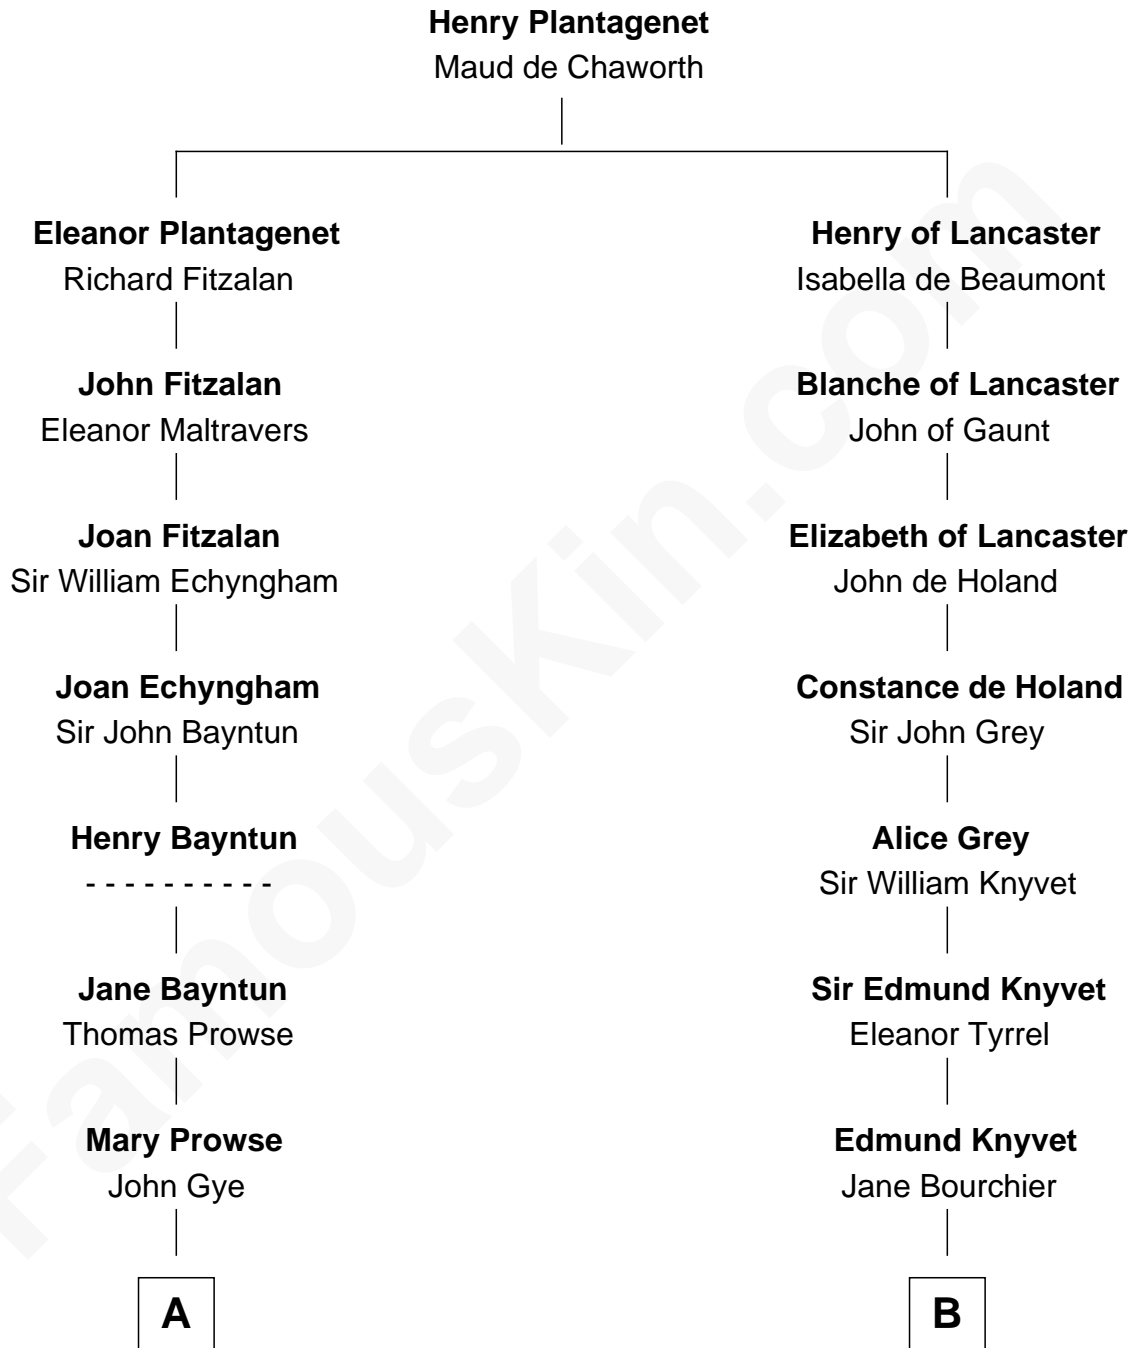 Henry Plantagenet
Maud de Chaworth
Eleanor Plantagenet
Richard Fitzalan
John Fitzalan
Eleanor Maltravers
Joan Fitzalan
Sir William Echyngham
Joan Echyngham
Sir John Bayntun
Henry Bayntun
- - - - - - - - - -
Jane Bayntun
Thomas Prowse
Mary Prowse
John Gye
A
Henry of Lancaster
Isabella de Beaumont
Blanche of Lancaster
John of Gaunt
Elizabeth of Lancaster
John de Holand
Constance de Holand
Sir John Grey
Alice Grey
Sir William Knyvet
Sir Edmund Knyvet
Eleanor Tyrrel
Edmund Knyvet
Jane Bourchier
B
FamousKin.com